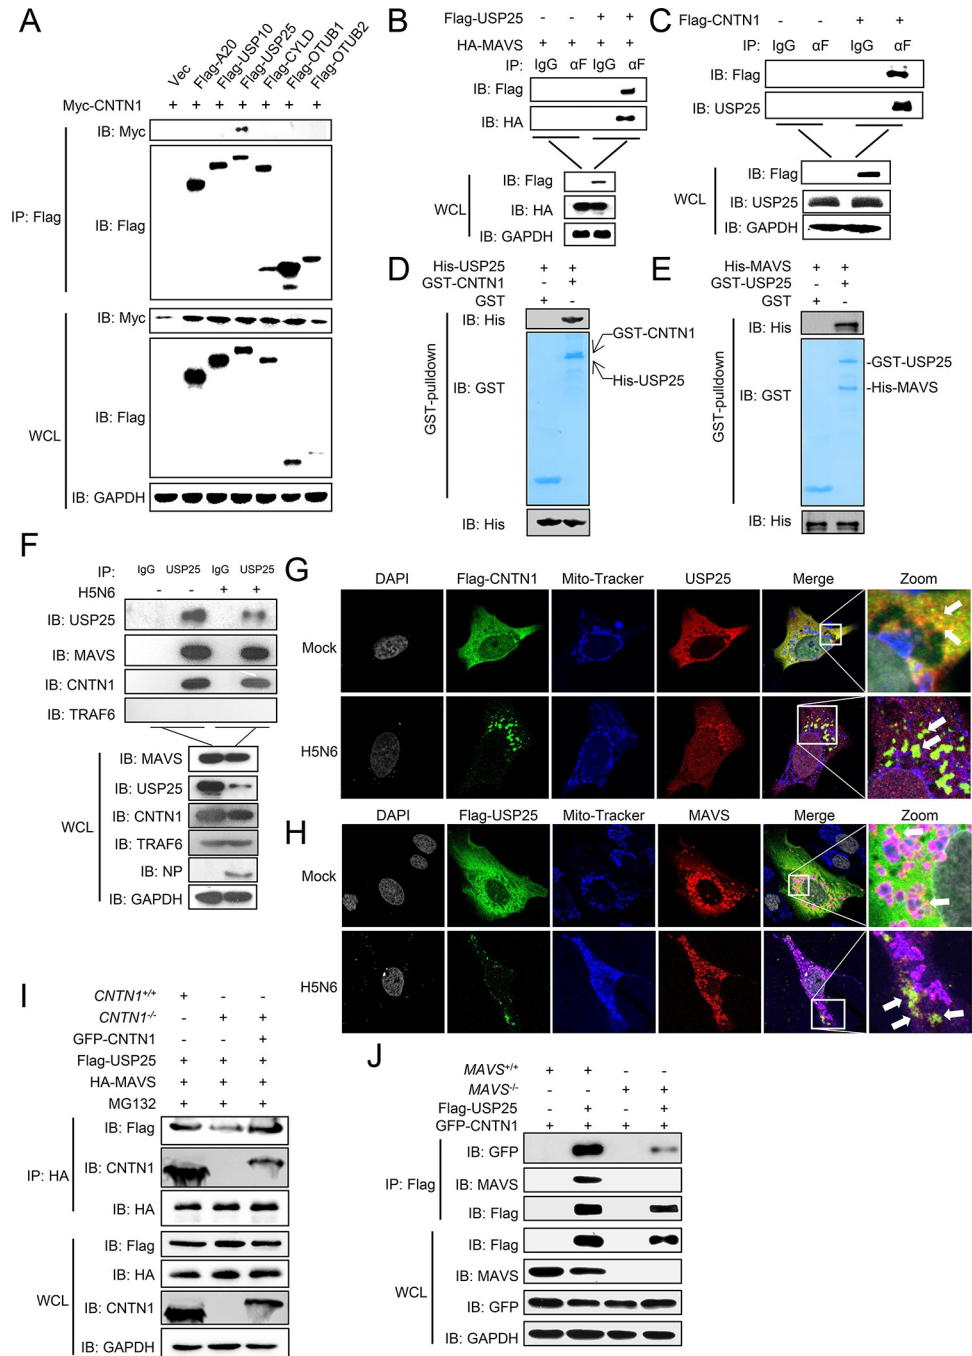 A
Vec
Flag-A20
Flag-USP10
Flag-USP25
Flag-CYLD
Flag-OTUB1
Flag-OTUB2
Myc-CNTN1 + + + + + + +
IP: Flag
IB: Myc
IB: Flag
WCL
IB: Myc
IB: Flag
IB: GAPDH
B
Flag-USP25 - - + +
HA-MAVS + + + +
IP: IgG αF IgG αF
IB: Flag
IB: HA
WCL
IB: Flag
IB: HA
IB: GAPDH
C
Flag-CNTN1 - - + +
IP: IgG αF IgG αF
IB: Flag
IB: USP25
WCL
IB: Flag
IB: USP25
IB: GAPDH
D
His-USP25 + +
GST-CNTN1 - +
GST + -
GST-pulldown
IB: His
IB: GST
GST-CNTN1
His-USP25
IB: His
E
His-MAVS + +
GST-USP25 - +
GST + -
GST-pulldown
IB: His
IB: GST
-GST-USP25
-His-MAVS
IB: His
F
IP: IgG USP25 IgG USP25
H5N6 - - + +
IB: USP25
IB: MAVS
IB: CNTN1
IB: TRAF6
WCL
IB: MAVS
IB: USP25
IB: CNTN1
IB: TRAF6
IB: NP
IB: GAPDH
G
DAPI Flag-CNTN1 Mito-Tracker USP25 Merge Zoom
Mock
H5N6
H
DAPI Flag-USP25 Mito-Tracker MAVS Merge Zoom
Mock
H5N6
I
CNTN1+/+ + - -
CNTN1-/- - + +
GFP-CNTN1 - - +
Flag-USP25 + + +
HA-MAVS + + +
MG132 + + +
IP: HA
IB: Flag
IB: CNTN1
IB: HA
WCL
IB: Flag
IB: HA
IB: CNTN1
IB: GAPDH
J
MAVS+/+ + + - -
MAVS-/- - - + +
Flag-USP25 - + - +
GFP-CNTN1 + + + +
IP: Flag
IB: GFP
IB: MAVS
IB: Flag
WCL
IB: Flag
IB: MAVS
IB: GFP
IB: GAPDH